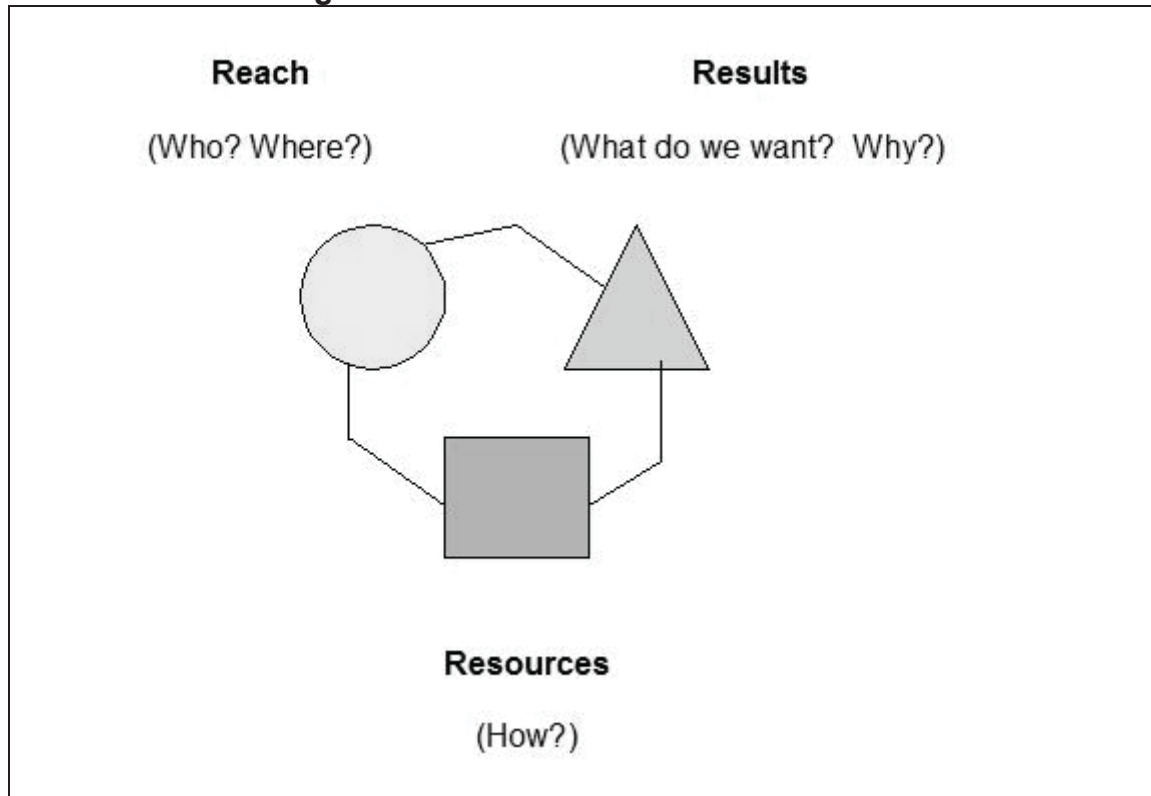 Reach
Results
(Who? Where?)
(What do we want?  Why?)
Resources
(How?)